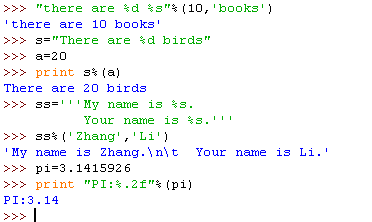 >>> "there are %d %s"%(10,'books')
'there are 10 books'
>>> s="There are %d birds"
>>> a=20
>>> print s%(a)
There are 20 birds
>>> ss='''My name is %s.
          Your name is %s.'''
>>> ss%('Zhang','Li')
'My name is Zhang.\n\t  Your name is Li.'
>>> pi=3.1415926
>>> print "PI:%.2f"%(pi)
PI:3.14
>>>